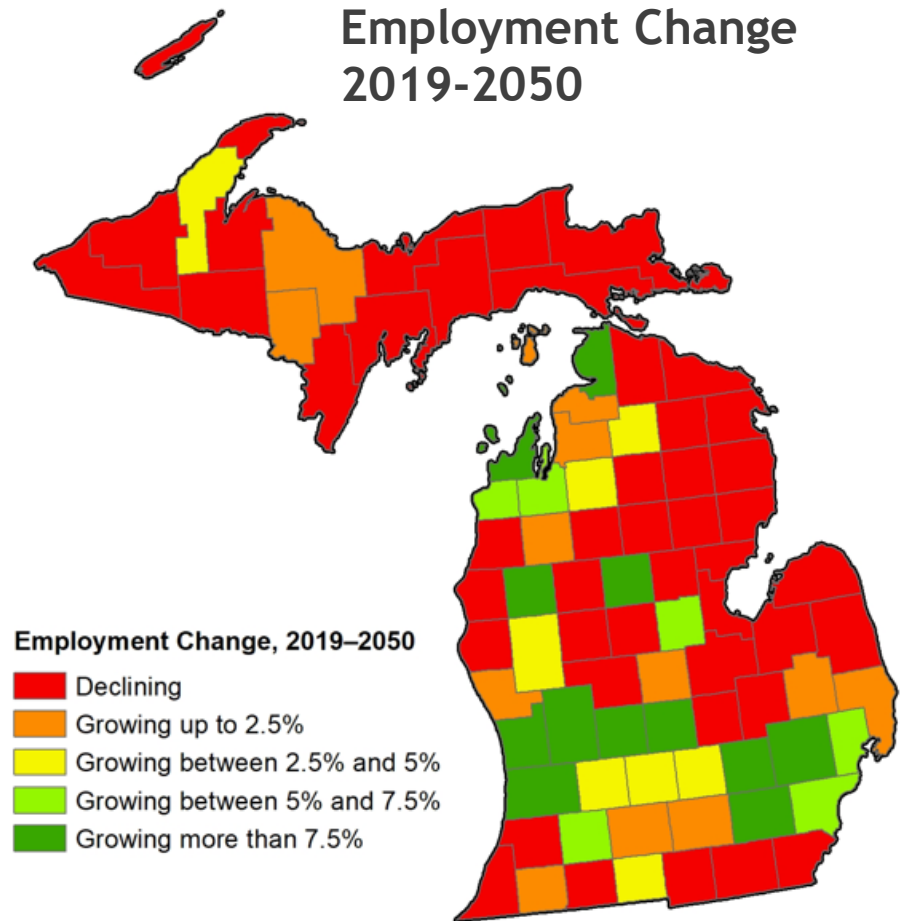 Employment Change
2019-2050
Employment Change, 2019–2050
Declining
Growing up to 2.5%
Growing between 2.5% and 5%
Growing between 5% and 7.5%
Growing more than 7.5%